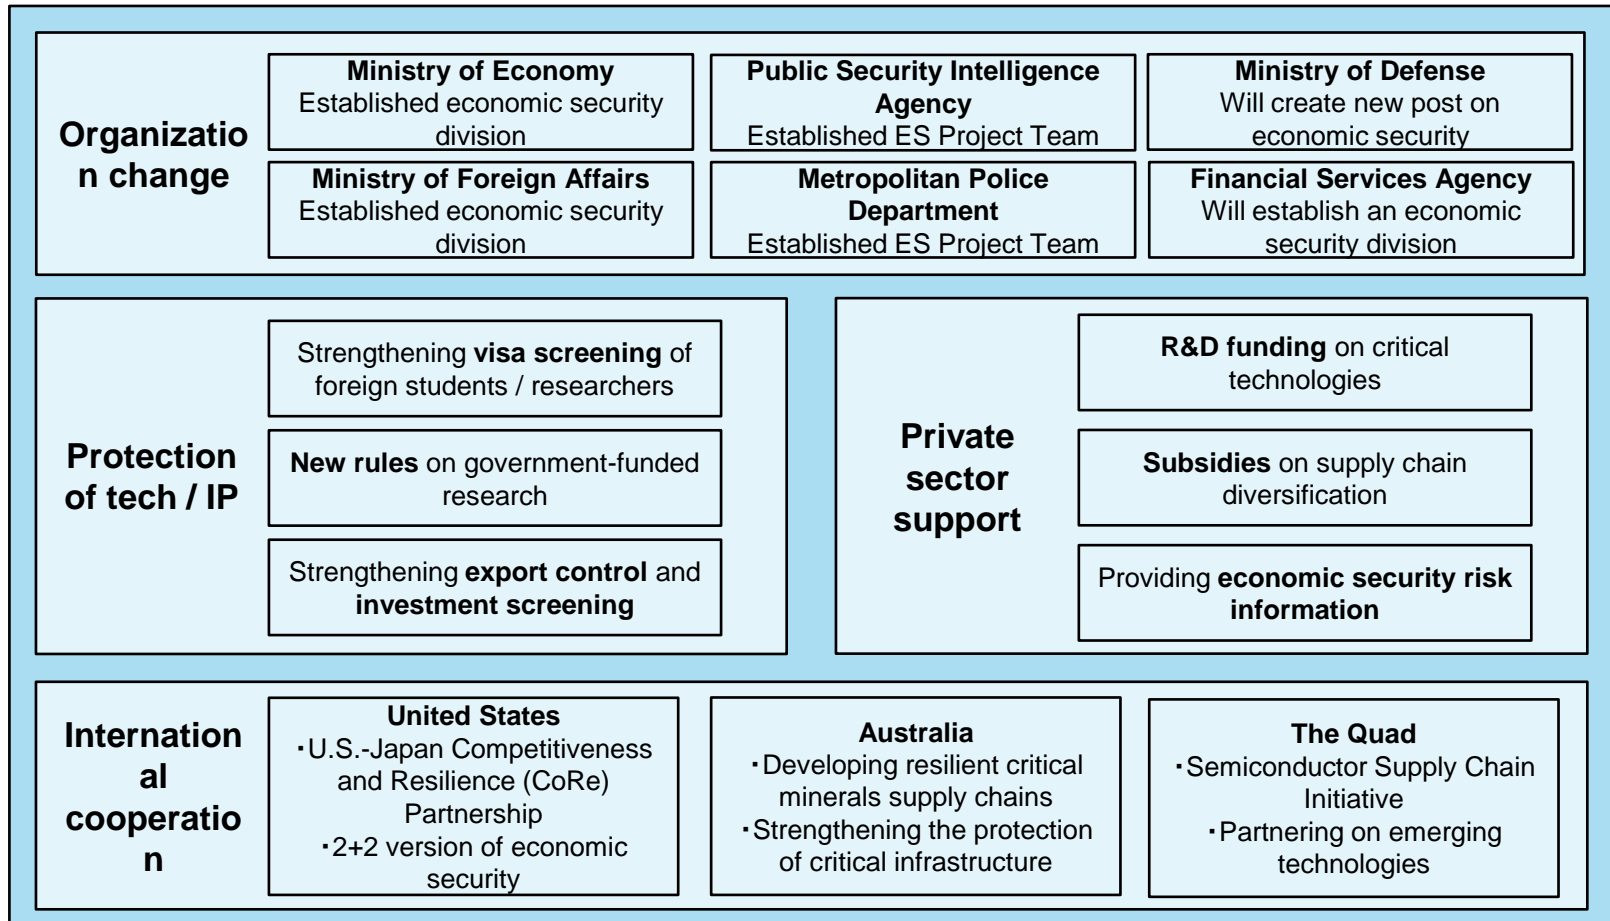 Organizatio
n change
Ministry of Economy
Established economic security
division
Public Security Intelligence
Agency
Established ES Project Team
Ministry of Defense
Will create new post on
economic security
Ministry of Foreign Affairs
Established economic security
division
Metropolitan Police
Department
Established ES Project Team
Financial Services Agency
Will establish an economic
security division
Protection
of tech / IP
Strengthening visa screening of
foreign students / researchers
New rules on government-funded
research
Strengthening export control and
investment screening
Private
sector
support
R&D funding on critical
technologies
Subsidies on supply chain
diversification
Providing economic security risk
information
Internation
al
cooperatio
n
United States
・U.S.-Japan Competitiveness
and Resilience (CoRe)
Partnership
・2+2 version of economic
security
Australia
・Developing resilient critical
minerals supply chains
・Strengthening the protection
of critical infrastructure
The Quad
・Semiconductor Supply Chain
Initiative
・Partnering on emerging
technologies